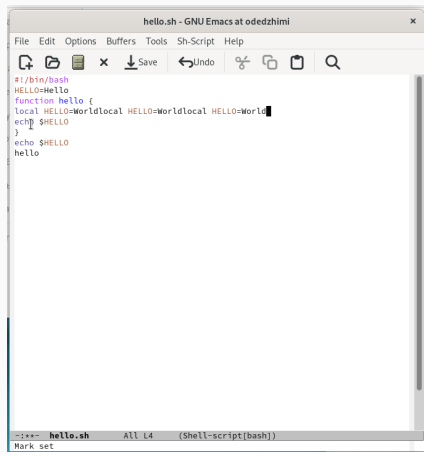 hello.sh - GNU Emacs at odedzhimi ×
File Edit Options Buffers Tools Sh-Script Help
Save Undo
#!/bin/bash
HELLO=Hello
function hello {
local HELLO=Worldlocal HELLO=Worldlocal HELLO=World
echo $HELLO
}
echo $HELLO
hello
-:**- hello.sh All L4 (Shell-script[bash])
Mark set